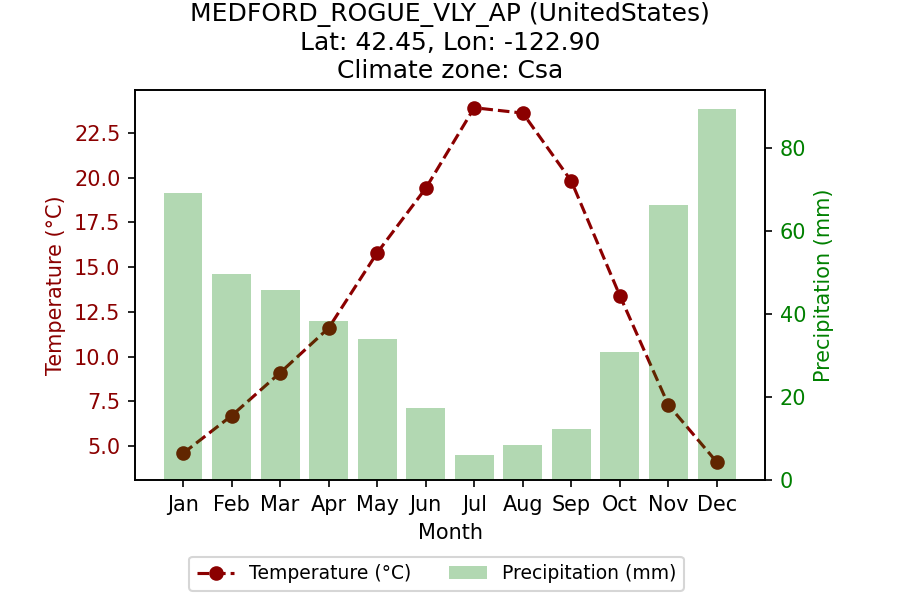 MEDFORD_ROGUE_VLY_AP (UnitedStates)
Lat: 42.45, Lon: -122.90
Climate zone: Csa
Temperature (°C)
22.5
20.0
17.5
15.0
12.5
10.0
7.5
5.0
Precipitation (mm)
80
60
40
20
0
Jan Feb Mar Apr May Jun Jul Aug Sep Oct Nov Dec
Month
Temperature (°C) Precipitation (mm)